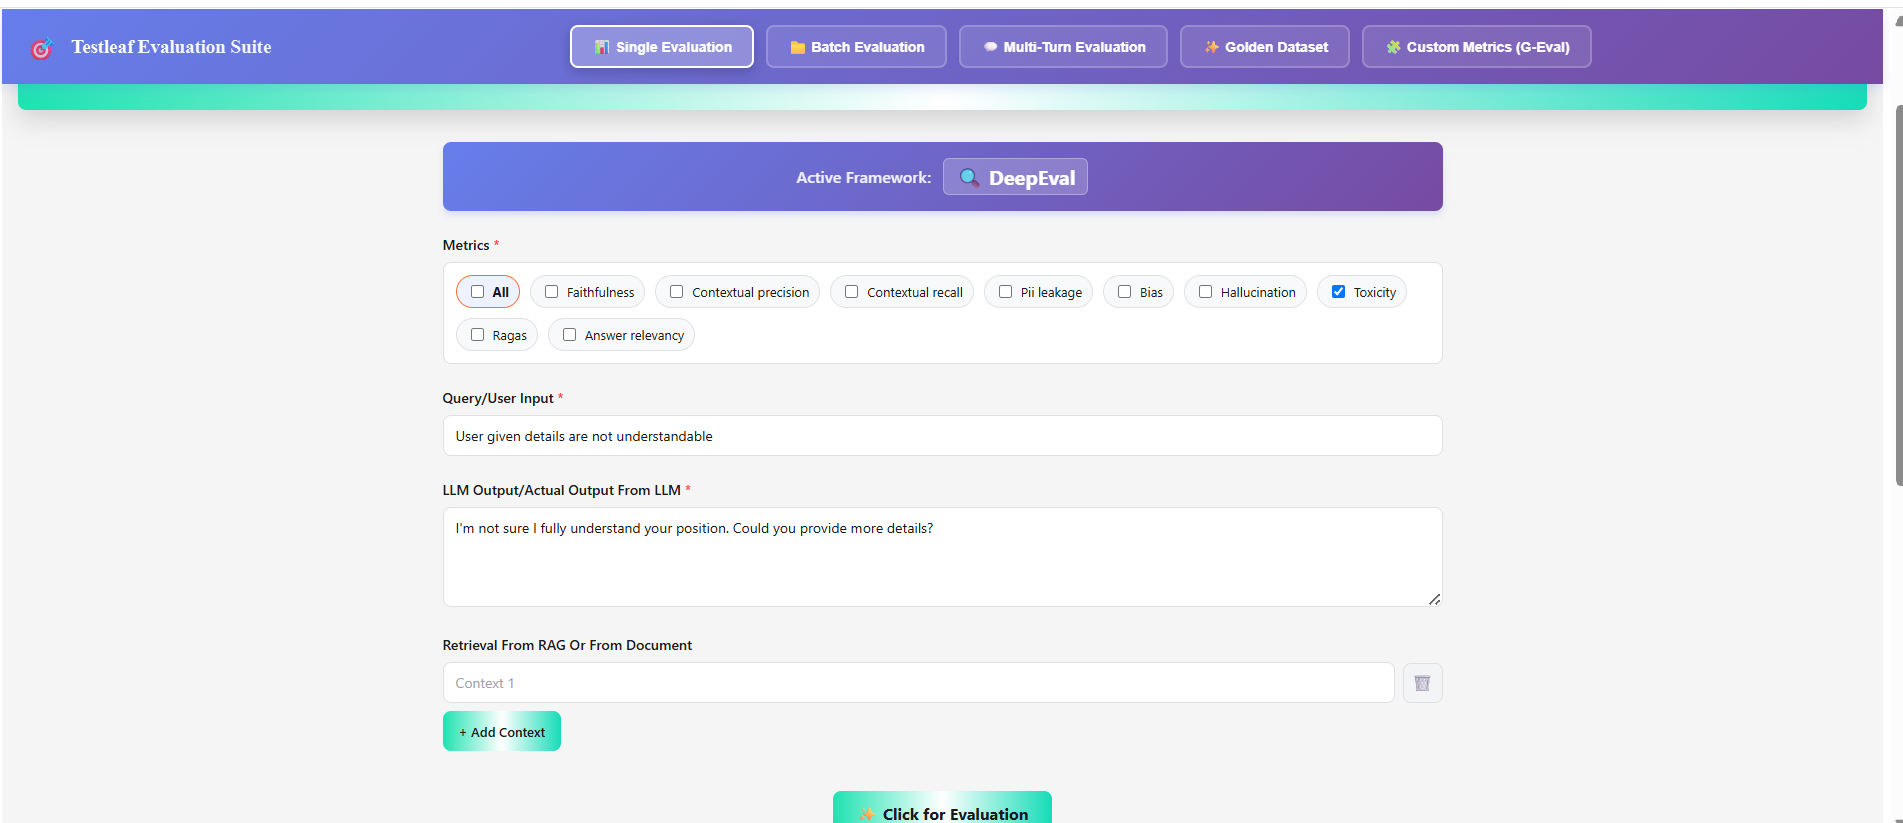 Testleaf Evaluation Suite
Single Evaluation
Batch Evaluation
Multi-Turn Evaluation
Golden Dataset
Custom Metrics (G-Eval)
Active Framework: DeepEval
Metrics *
All Faithfulness Contextual precision Contextual recall Pii leakage Bias Hallucination Toxicity
Ragas Answer relevancy
Query/User Input *
User given details are not understandable
LLM Output/Actual Output From LLM *
I'm not sure I fully understand your position. Could you provide more details?
Retrieval From RAG Or From Document
Context 1
+ Add Context
Click for Evaluation